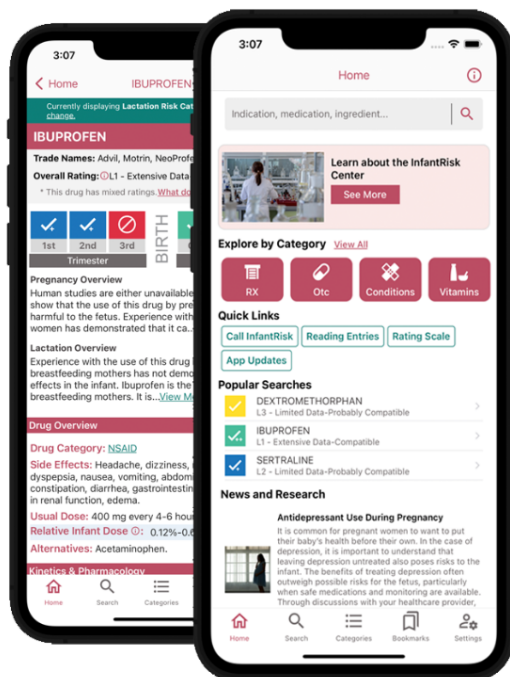 3:07
Home
IBUPROFEN
Currently displaying Lactation Risk Cat
change.
IBUPROFEN
Trade Names: Advil, Motrin, NeoProfe
Overall Rating: L1 - Extensive Data
* This drug has mixed ratings. What do
1st 2nd 3rd
Trimester
BIRTH
Pregnancy Overview
Human studies are either unavailable
show that the use of this drug by pre
harmful to the fetus. Experience with
women has demonstrated that it ca..
Lactation Overview
Experience with the use of this drug
breastfeeding mothers has not demo
effects in the infant. Ibuprofen is the
breastfeeding mothers. It is...View M
Drug Overview
Drug Category: NSAID
Side Effects: Headache, dizziness,
dyspepsia, nausea, vomiting, abdom
constipation, diarrhea, gastrointestin
in renal function, edema.
Usual Dose: 400 mg every 4-6 hou
Relative Infant Dose : 0.12%-0.6
Alternatives: Acetaminophen.
Kinetics & Pharmacology
Home Search Categories
3:07
Home
Indication, medication, ingredient...
Learn about the InfantRisk
Center
See More
Explore by Category View All
RX Otc Conditions Vitamins
Quick Links
Call InfantRisk Reading Entries Rating Scale
App Updates
Popular Searches
DEXTROMETHORPHAN
L3 - Limited Data-Probably Compatible
IBUPROFEN
L1 - Extensive Data-Compatible
SERTRALINE
L2 - Limited Data-Probably Compatible
News and Research
Antidepressant Use During Pregnancy
It is common for pregnant women to want to put
their baby's health before their own. In the case of
depression, it is important to understand that
leaving depression untreated also poses risks to the
infant. The benefits of treating depression often
outweigh possible risks for the fetus, particularly
when safe medications and monitoring are available.
Through discussions with your healthcare provider,
Home Search Categories Bookmarks Settings